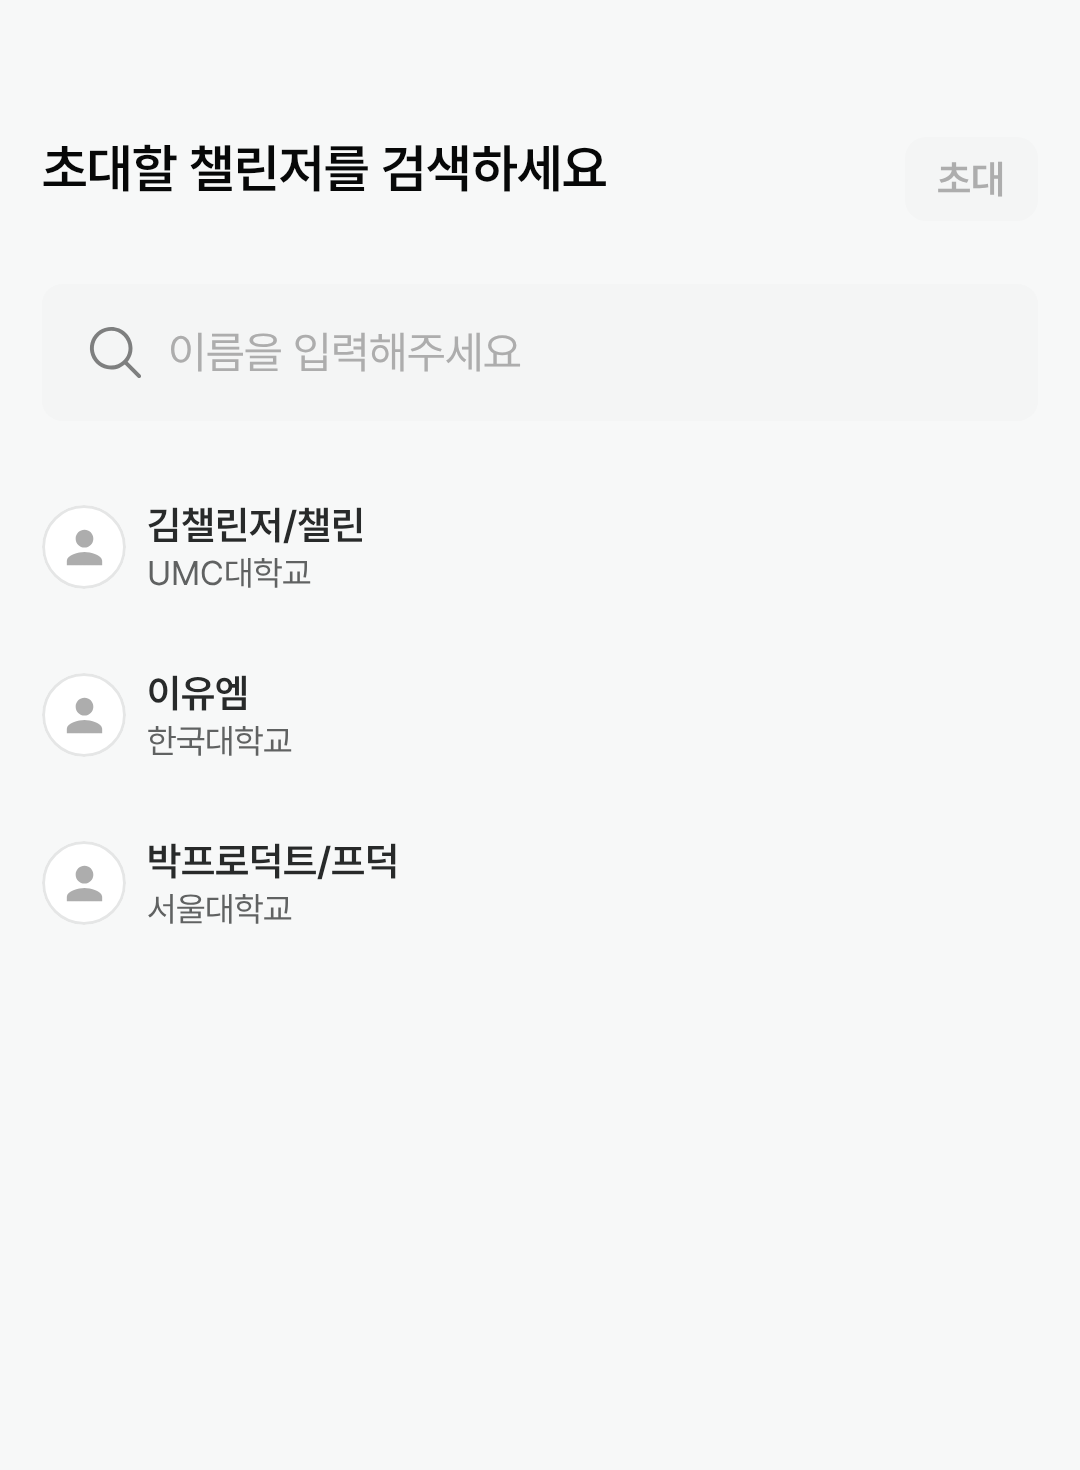 초대할 챌린저를 검색하세요
초대
이름을 입력해주세요
김챌린저/챌린
UMC대학교
이유엠
한국대학교
박프로덕트/프덕
서울대학교